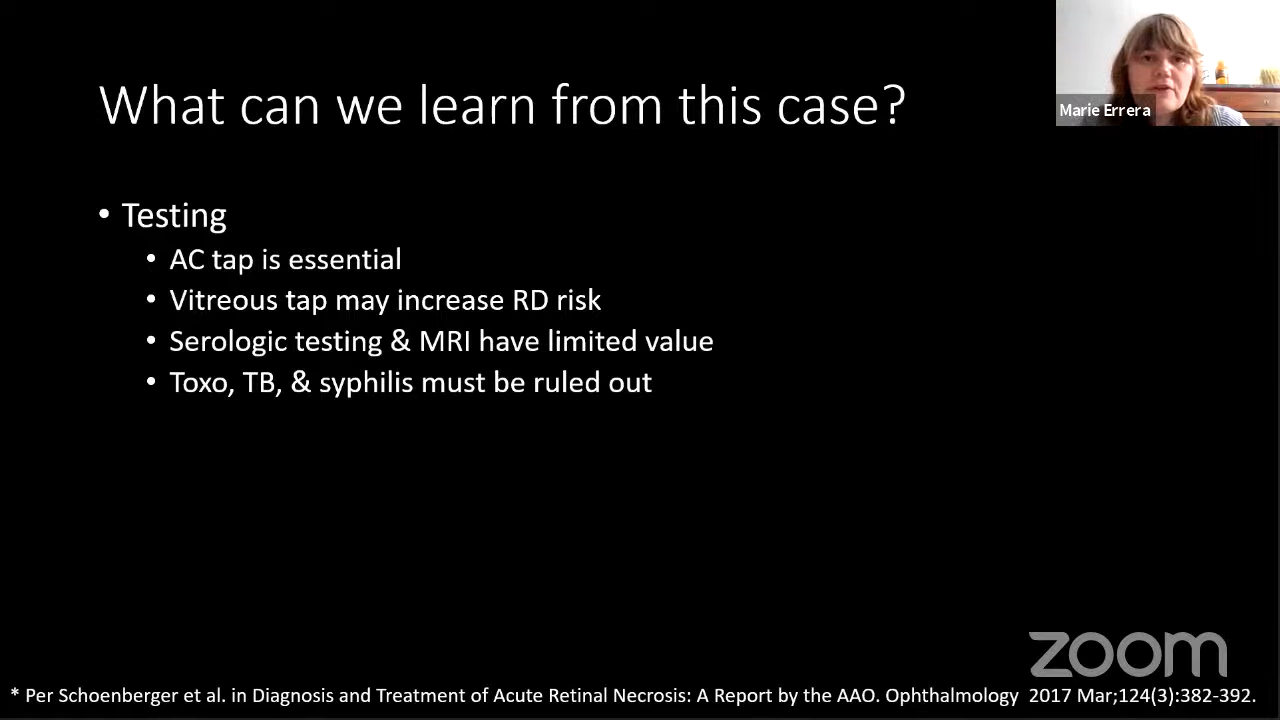 Marie Errera
What can we learn from this case?
• Testing
• AC tap is essential
• Vitreous tap may increase RD risk
• Serologic testing & MRI have limited value
• Toxo, TB, & syphilis must be ruled out
zoom
* Per Schoenberger et al. in Diagnosis and Treatment of Acute Retinal Necrosis: A Report by the AAO. Ophthalmology 2017 Mar;124(3):382-392.